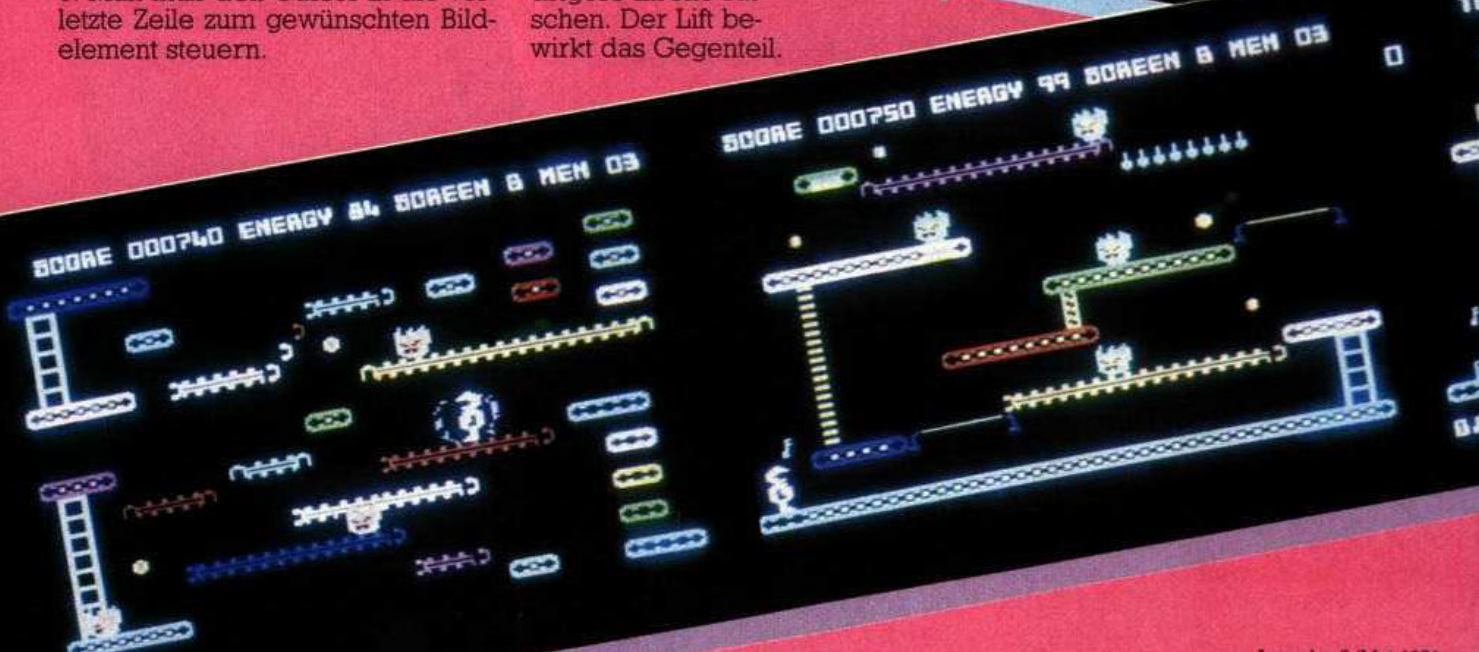 letzte Zeile zum gewünschten Bild-
element steuern.
schen. Der Lift be-
wirkt das Gegenteil.
SCORE 000740 ENERGY 84 SCREEN 6 MEN 03
SCORE 000750 ENERGY 99 SCREEN 6 MEN 03
0